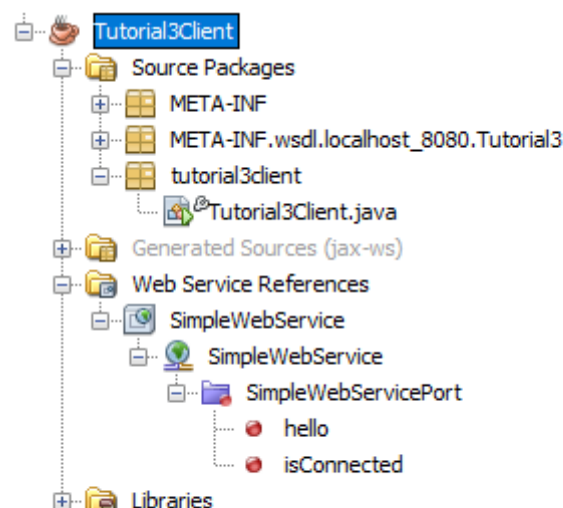 Tutorial3Client
Source Packages
META-INF
META-INF.wsdl.localhost_8080.Tutorial3
tutorial3client
Tutorial3Client.java
Generated Sources (jax-ws)
Web Service References
SimpleWebService
SimpleWebService
SimpleWebServicePort
hello
isConnected
Libraries